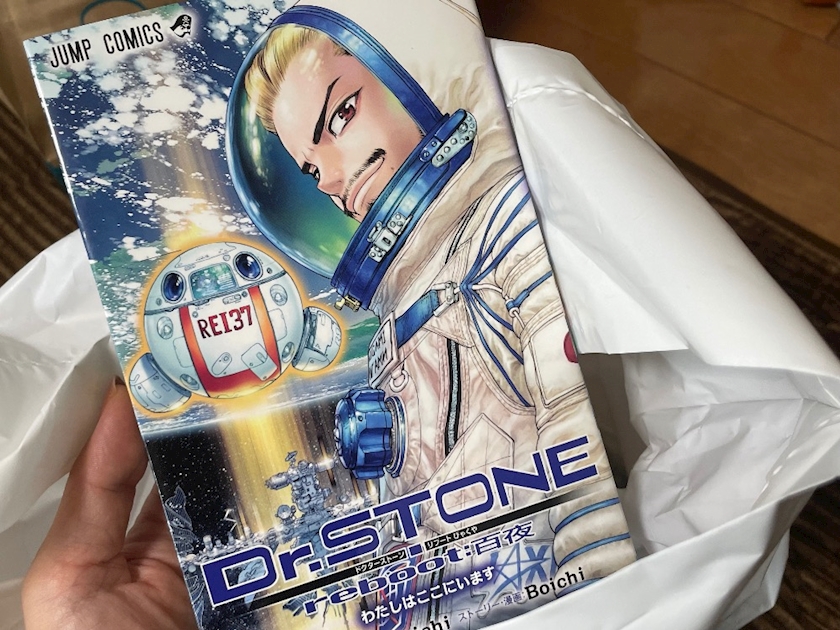 JUMP COMICS
REI37
Dr.STONE
ドクターストーン リブート びゃくや
reboot:百夜
わたしはここにいます
ストーリー・漫画 Boichi